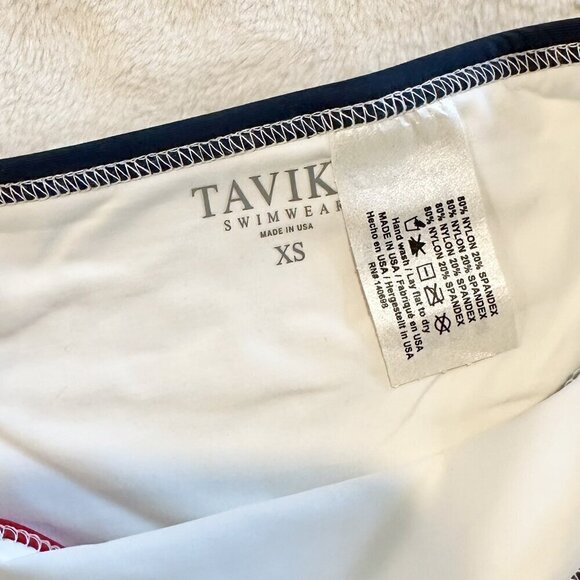 TAVIK
SWIMWEAR
MADE IN USA
XS
80% NYLON 20% SPANDEX
80% NYLON 20% SPANDEX
80% NYLON 20% SPANDEX
80% NYLON 20% SPANDEX
Hand wash / Lay flat to dry
MADE IN USA / Fabriqué en USA
Hecho en USA / Hergestellt in USA
RN# 140698